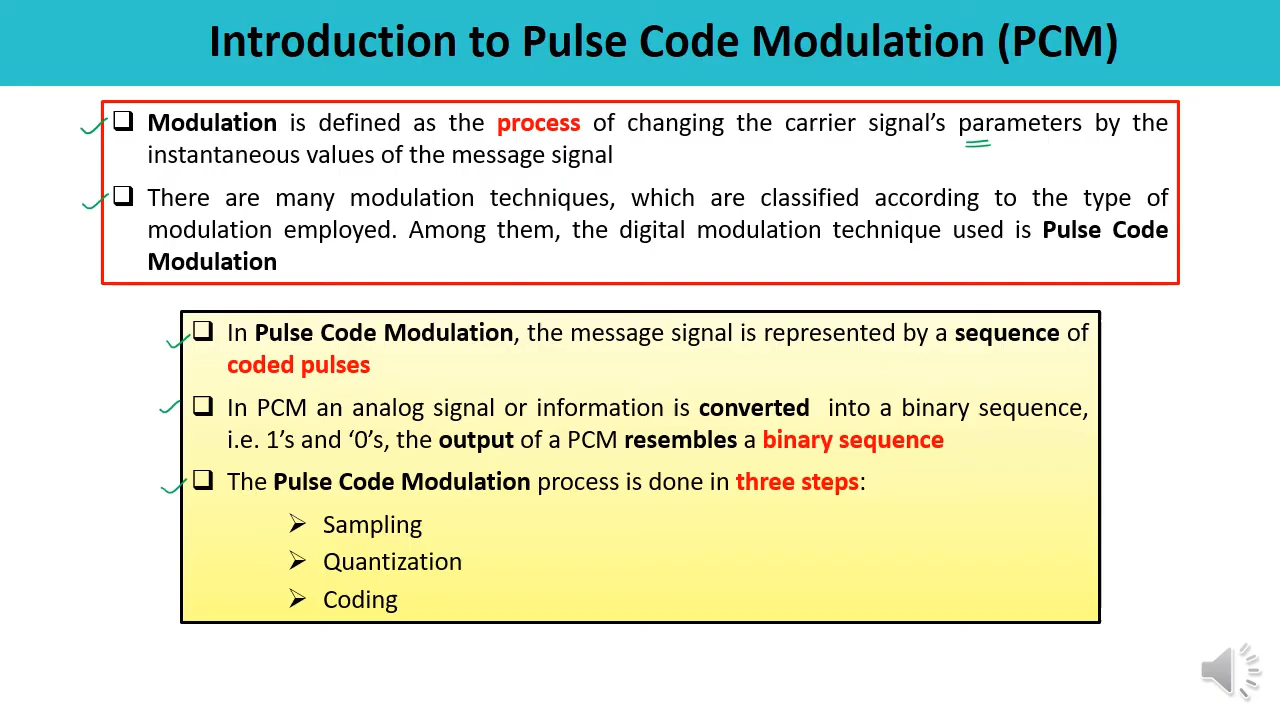 Introduction to Pulse Code Modulation (PCM)
Modulation is defined as the process of changing the carrier signal's parameters by the
instantaneous values of the message signal
There are many modulation techniques, which are classified according to the type of
modulation employed. Among them, the digital modulation technique used is Pulse Code
Modulation
In Pulse Code Modulation, the message signal is represented by a sequence of
coded pulses
In PCM an analog signal or information is converted into a binary sequence,
i.e. 1's and ‘0’s, the output of a PCM resembles a binary sequence
The Pulse Code Modulation process is done in three steps:
Sampling
Quantization
Coding